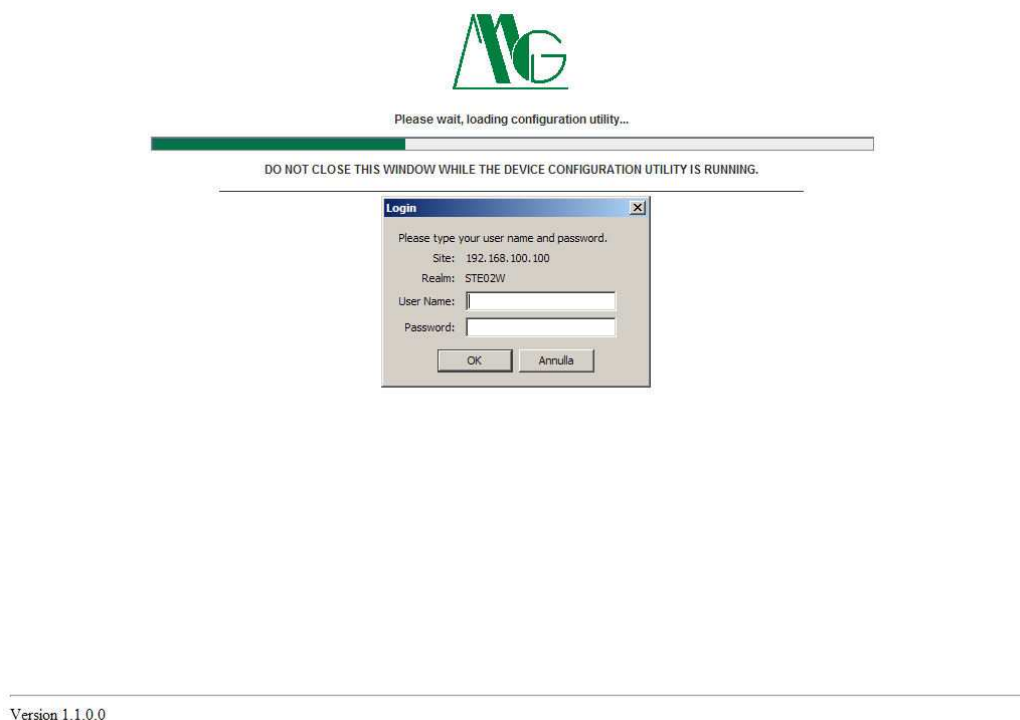 MG
Please wait, loading configuration utility...
DO NOT CLOSE THIS WINDOW WHILE THE DEVICE CONFIGURATION UTILITY IS RUNNING.
Login
Please type your user name and password.
Site: 192.168.100.100
Realm: STE02W
User Name:
Password:
OK Annulla
Version 1.1.0.0